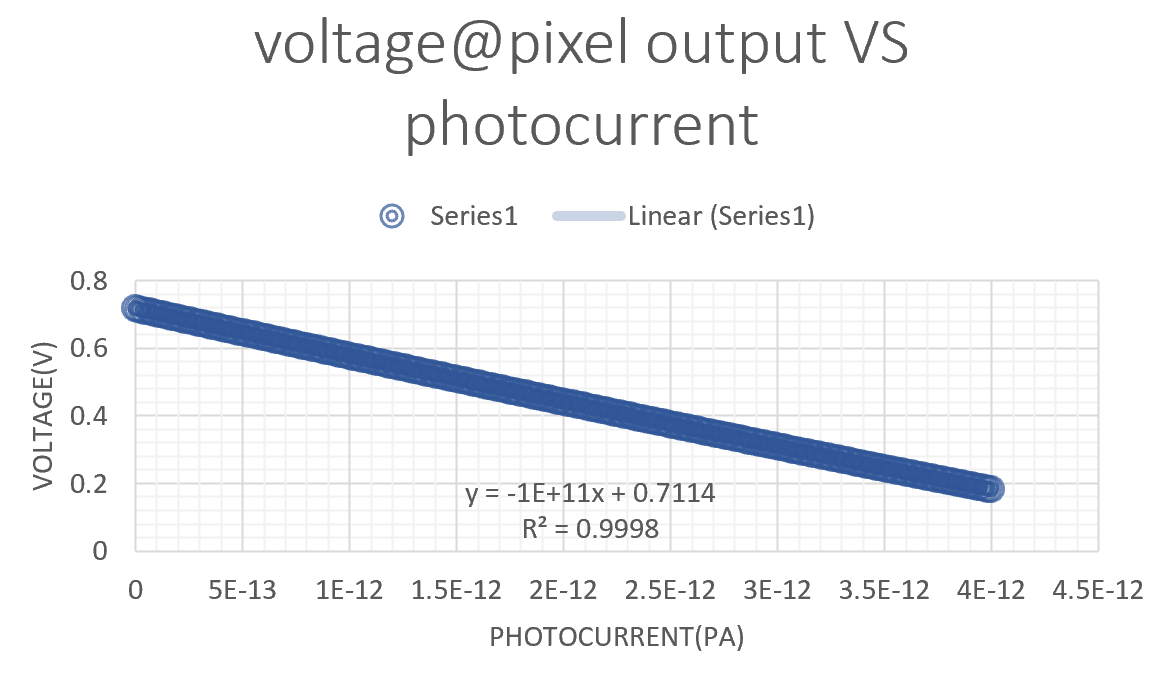 voltage@pixel output VS
photocurrent
Series1 Linear (Series1)
0.8
0.6
0.4
0.2
0
VOLTAGE(V)
y = -1E+11x + 0.7114
R² = 0.9998
0 5E-13 1E-12 1.5E-12 2E-12 2.5E-12 3E-12 3.5E-12 4E-12 4.5E-12
PHOTOCURRENT(PA)